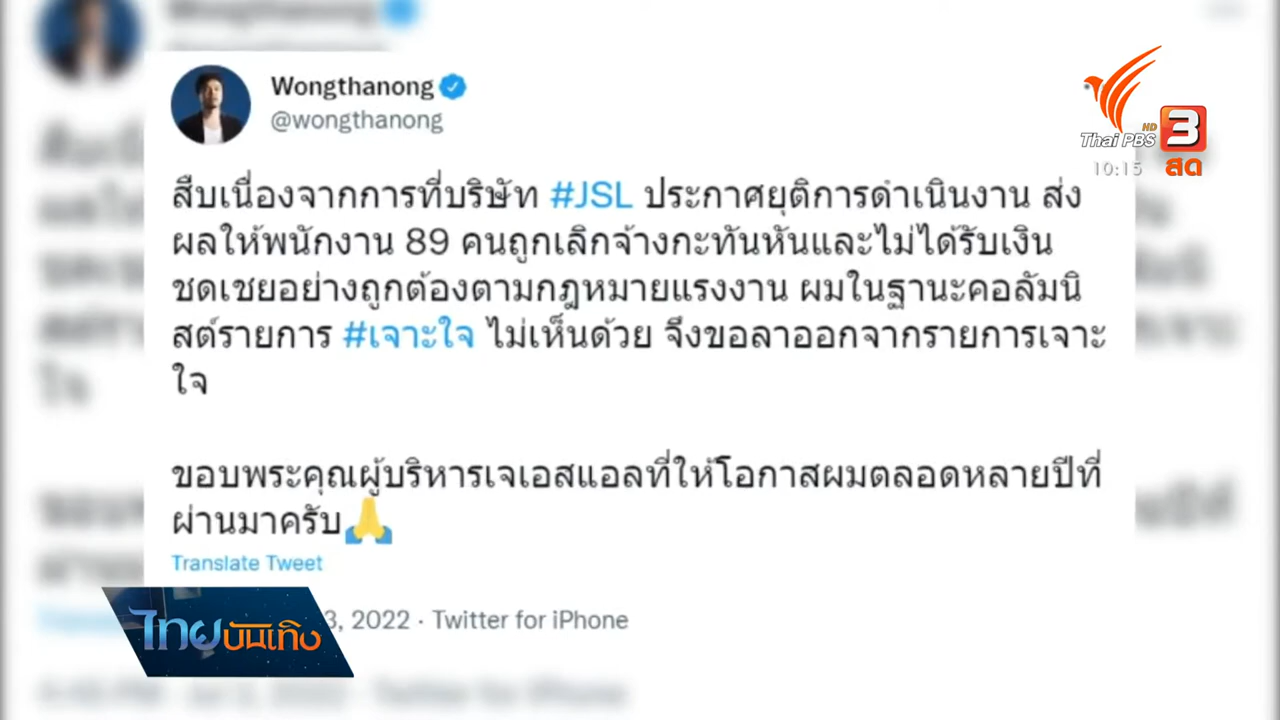 Wongthanong
@wongthanong
Thai PBS HD 3
10:15 สด
สืบเนื่องจากการที่บริษัท #JSL ประกาศยุติการดำเนินงาน ส่ง
ผลให้พนักงาน 89 คนถูกเลิกจ้างกะทันหันและไม่ได้รับเงิน
ชดเชยอย่างถูกต้องตามกฎหมายแรงงาน ผมในฐานะคอลัมนิ
สต์รายการ #เจาะใจ ไม่เห็นด้วย จึงขอลาออกจากรายการเจาะ
ใจ
ขอบพระคุณผู้บริหารเจเอสแอลที่ให้โอกาสผมตลอดหลายปีที่
ผ่านมาครับ🙏
Translate Tweet
3, 2022 · Twitter for iPhone
ไทยบันเทิง